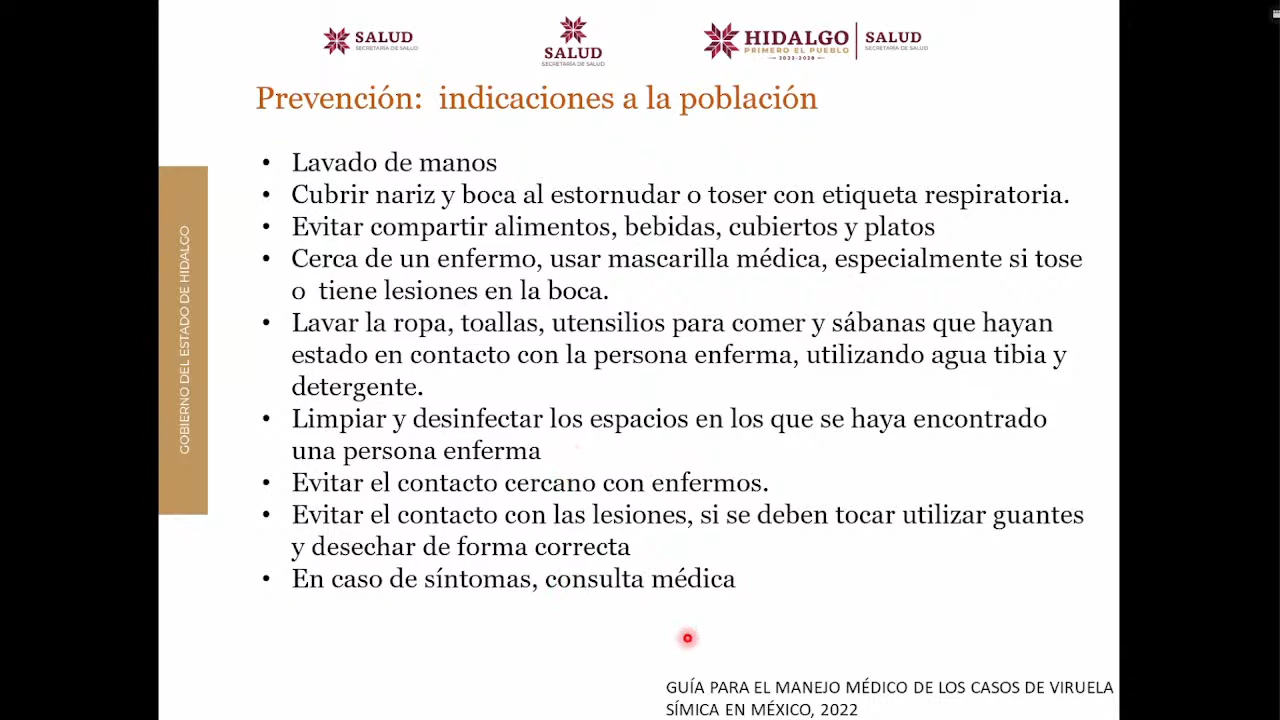 SALUD
SECRETARÍA DE SALUD
SALUD
SECRETARÍA DE SALUD
HIDALGO
PRIMERO EL PUEBLO
2022-2028
SALUD
SECRETARÍA DE SALUD
Prevención: indicaciones a la población
• Lavado de manos
• Cubrir nariz y boca al estornudar o toser con etiqueta respiratoria.
• Evitar compartir alimentos, bebidas, cubiertos y platos
• Cerca de un enfermo, usar mascarilla médica, especialmente si tose
o tiene lesiones en la boca.
• Lavar la ropa, toallas, utensilios para comer y sábanas que hayan
estado en contacto con la persona enferma, utilizando agua tibia y
detergente.
• Limpiar y desinfectar los espacios en los que se haya encontrado
una persona enferma
• Evitar el contacto cercano con enfermos.
• Evitar el contacto con las lesiones, si se deben tocar utilizar guantes
y desechar de forma correcta
• En caso de síntomas, consulta médica
GOBIERNO DEL ESTADO DE HIDALGO
GUÍA PARA EL MANEJO MÉDICO DE LOS CASOS DE VIRUELA
SÍMICA EN MÉXICO, 2022